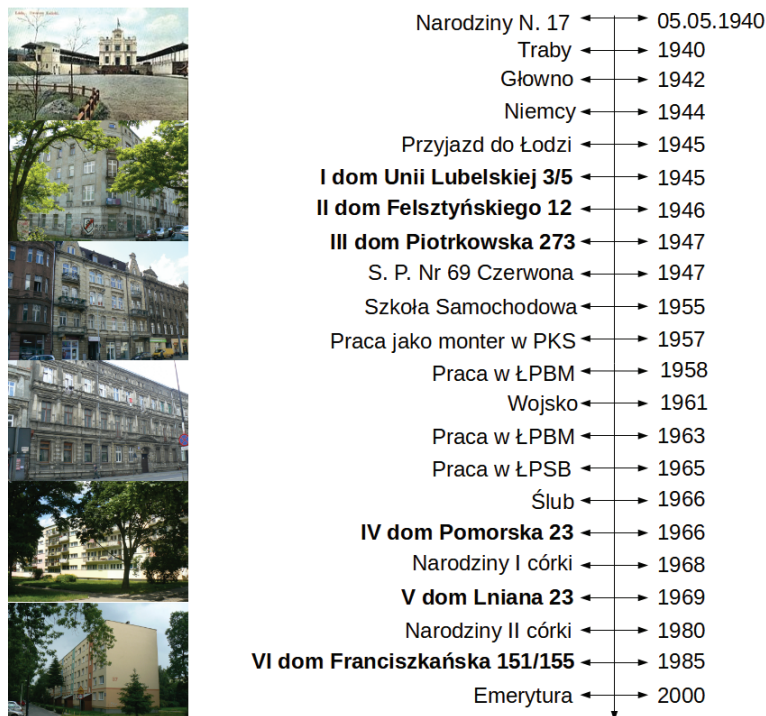 Narodziny N. 17 05.05.1940
Traby 1940
Głowno 1942
Niemcy 1944
Przyjazd do Łodzi 1945
I dom Unii Lubelskiej 3/5 1945
II dom Felsztyńskiego 12 1946
III dom Piotrkowska 273 1947
S. P. Nr 69 Czerwona 1947
Szkoła Samochodowa 1955
Praca jako monter w PKS 1957
Praca w ŁPBM 1958
Wojsko 1961
Praca w ŁPBM 1963
Praca w ŁPSB 1965
Ślub 1966
IV dom Pomorska 23 1966
Narodziny I córki 1968
V dom Lniana 23 1969
Narodziny II córki 1980
VI dom Franciszkańska 151/155 1985
Emerytura 2000